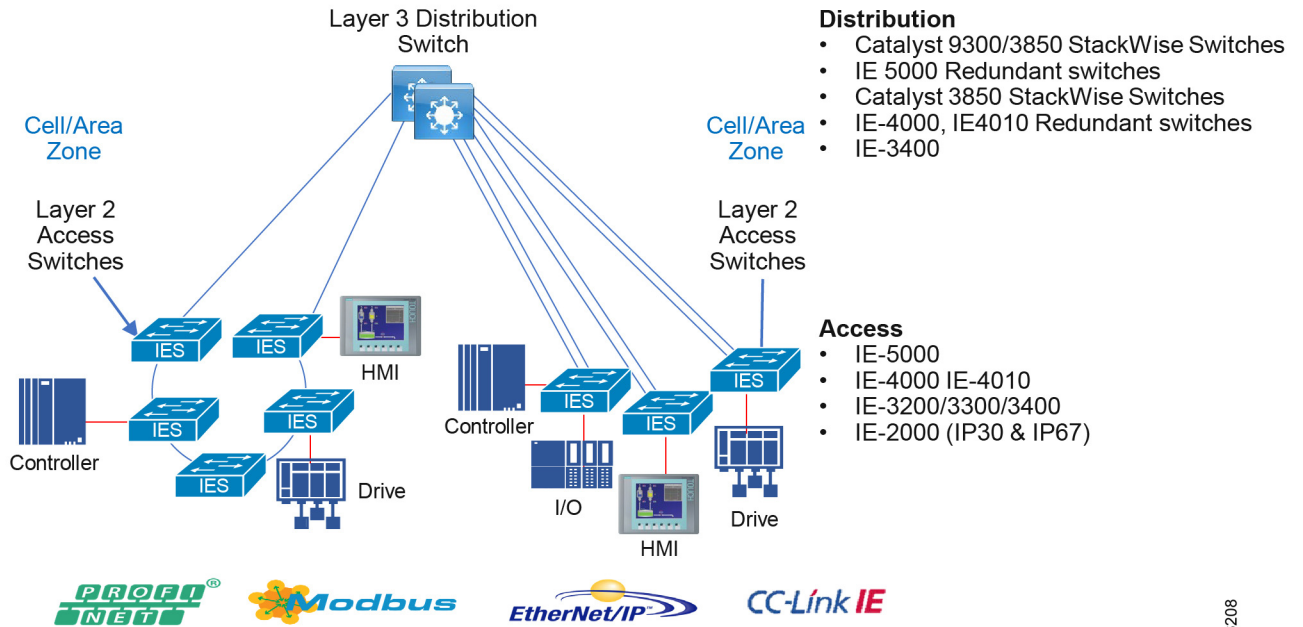 Layer 3 Distribution
Switch
Distribution
• Catalyst 9300/3850 StackWise Switches
• IE 5000 Redundant switches
• Catalyst 3850 StackWise Switches
• IE-4000, IE4010 Redundant switches
• IE-3400
Cell/Area
Zone
Cell/Area
Zone
Layer 2
Access
Switches
Layer 2
Access
Switches
IES
IES
HMI
Controller
IES
IES
IES
Drive
Controller
IES
IES
IES
I/O
HMI
Drive
Access
• IE-5000
• IE-4000 IE-4010
• IE-3200/3300/3400
• IE-2000 (IP30 & IP67)
PROFI
NET®
Modbus
EtherNet/IP™
CC-Link IE
208